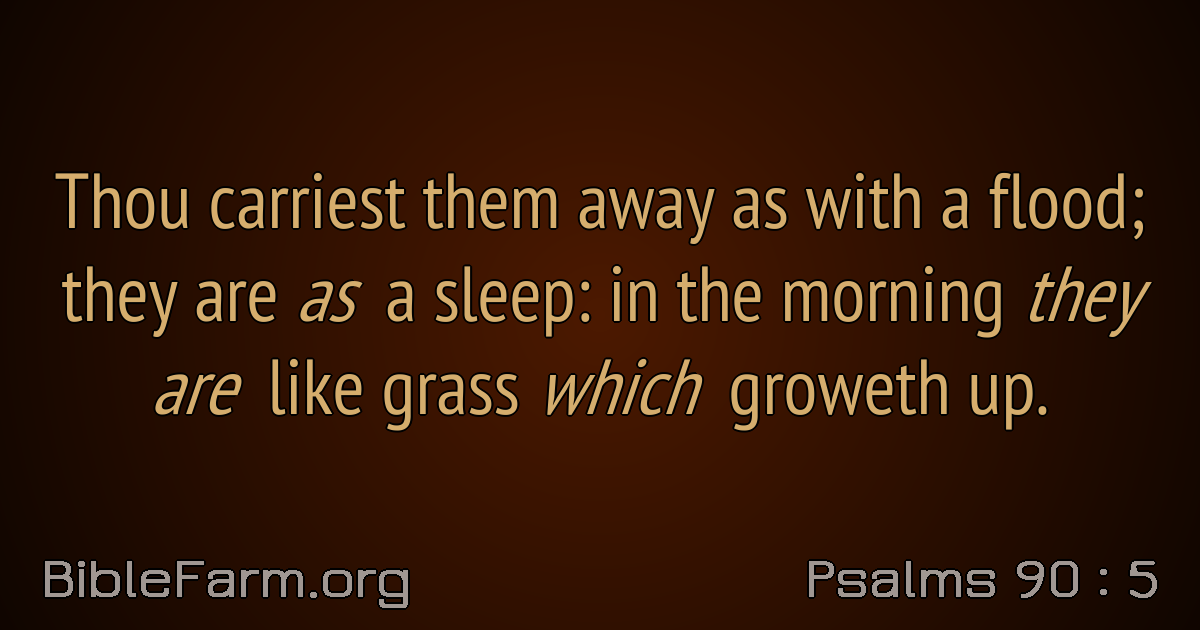 Thou carriest them away as with a flood;
they are as a sleep: in the morning they
are like grass which groweth up.
BibleFarm.org
Psalms 90 : 5